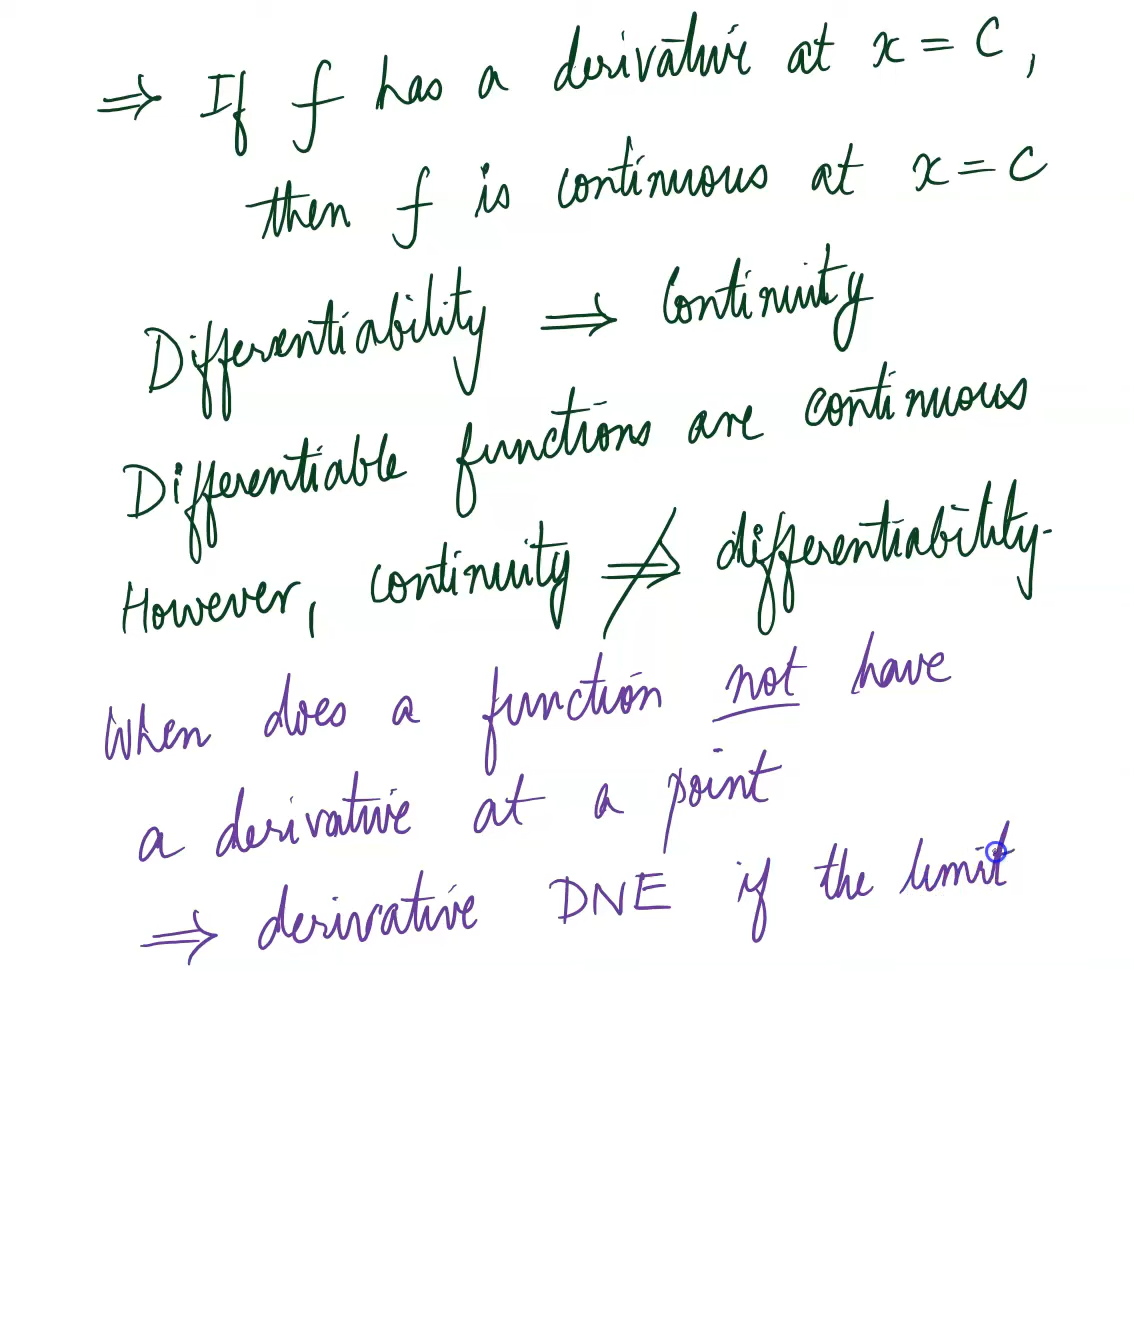 ⇒ If f has a derivative at x = c,
then f is continuous at x = c
Differentiability ⇒ Continuity
Differentiable functions are continuous
However, continuity ⇏ differentiability.
When does a function not have
a derivative at a point
⇒ derivative DNE if the limit